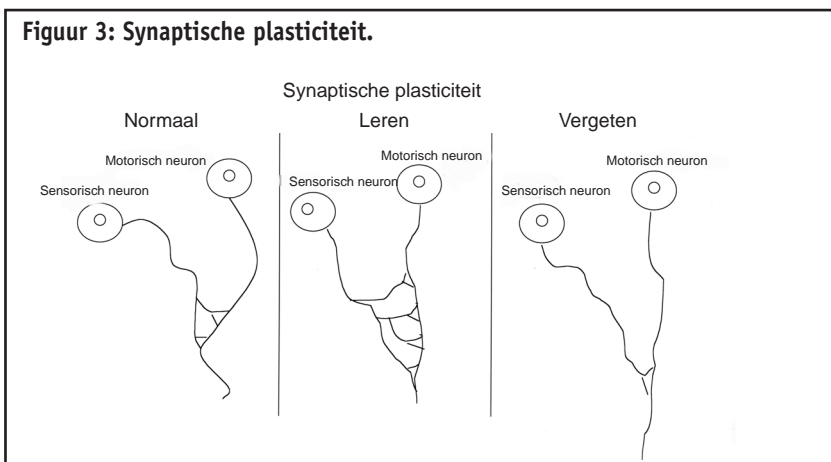 Figuur 3: Synaptische plasticiteit.
Synaptische plasticiteit
Normaal
Leren
Vergeten
Motorisch neuron
Sensorisch neuron
Motorisch neuron
Sensorisch neuron
Motorisch neuron
Sensorisch neuron